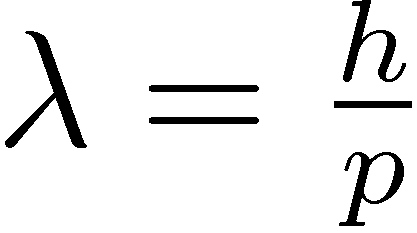 λ = h/p